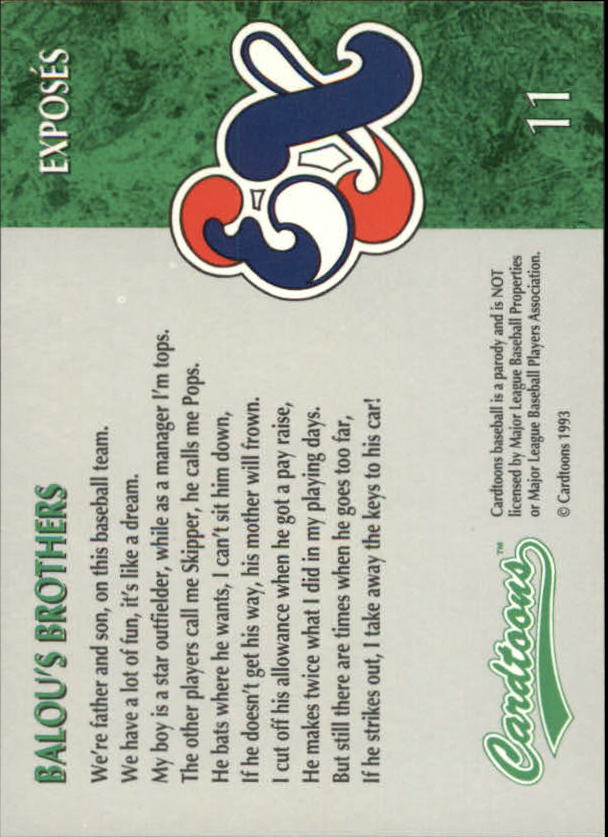 BALOU'S BROTHERS
EXPOSÉS
We're father and son, on this baseball team.
We have a lot of fun, it's like a dream.
My boy is a star outfielder, while as a manager I'm tops.
The other players call me Skipper, he calls me Pops.
He bats where he wants, I can't sit him down,
If he doesn't get his way, his mother will frown.
I cut off his allowance when he got a pay raise,
He makes twice what I did in my playing days.
But still there are times when he goes too far,
If he strikes out, I take away the keys to his car!
Cardtoons™
Cardtoons baseball is a parody and is NOT
licensed by Major League Baseball Properties
or Major League Baseball Players Association.
© Cardtoons 1993
11